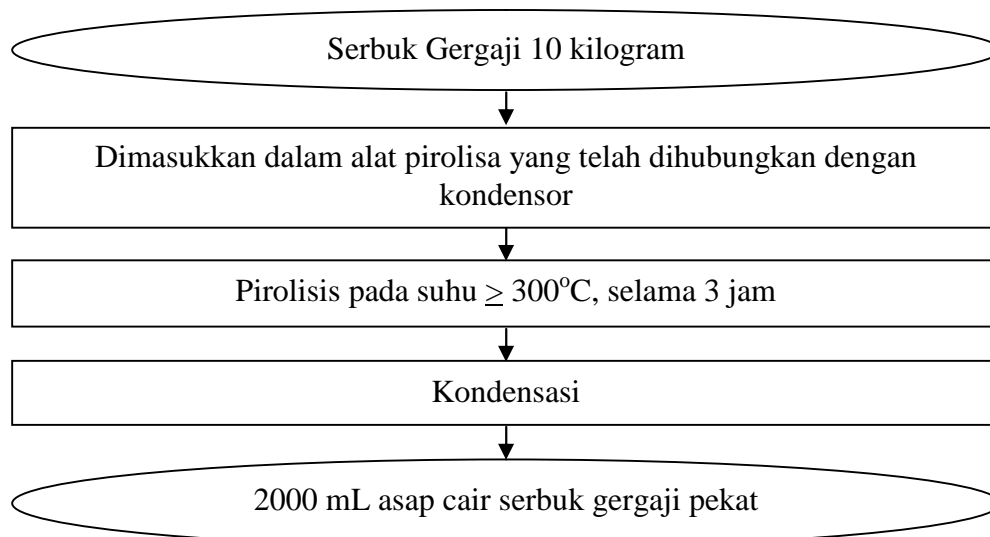 Serbuk Gergaji 10 kilogram
Dimasukkan dalam alat pirolisa yang telah dihubungkan dengan
kondensor
Pirolisis pada suhu ≥ 300°C, selama 3 jam
Kondensasi
2000 mL asap cair serbuk gergaji pekat